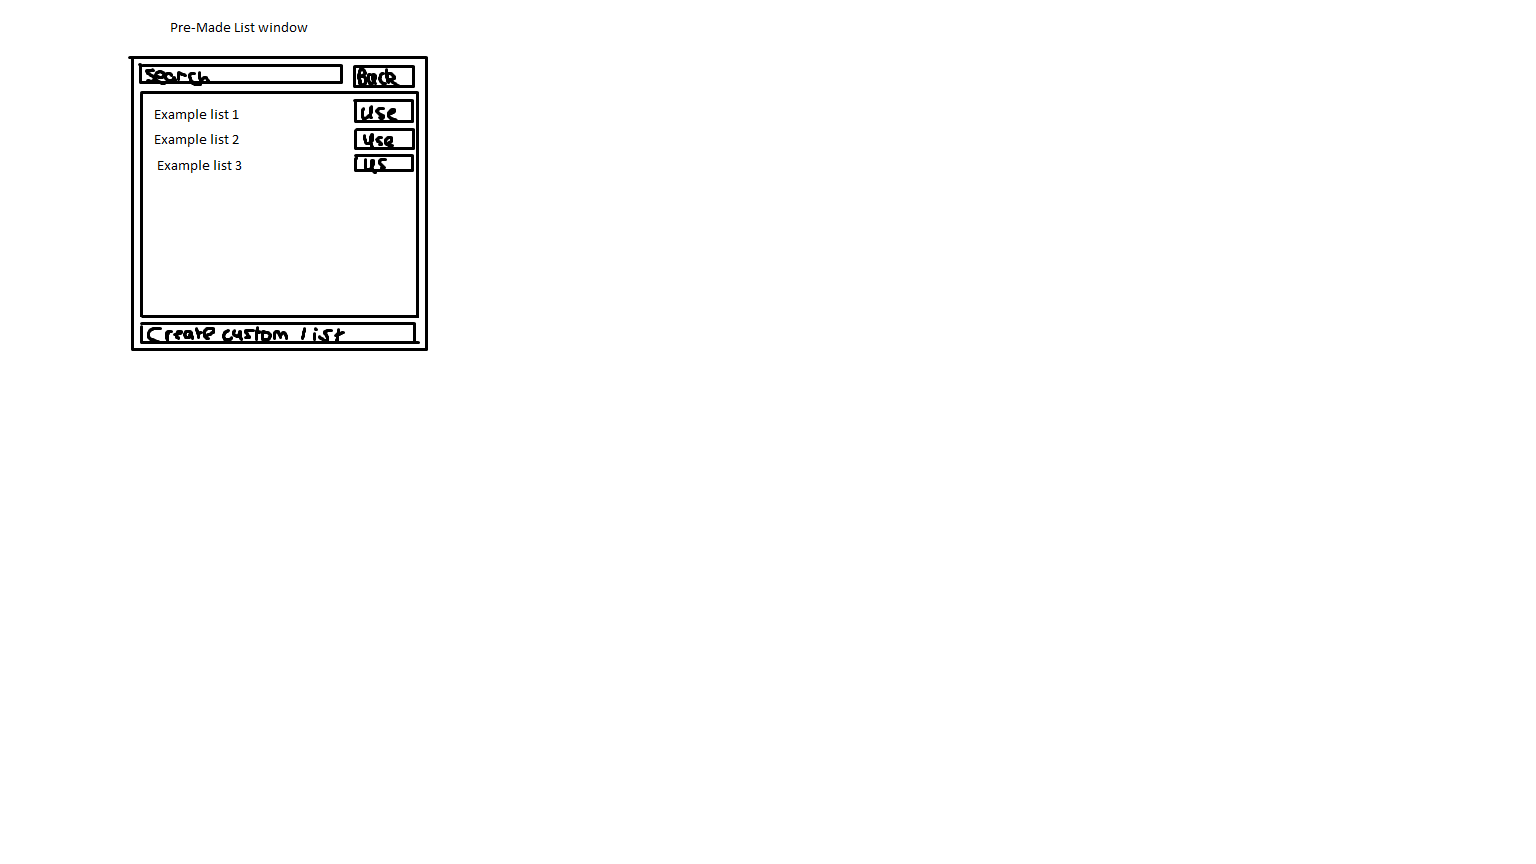 Pre-Made List window
Search Back
Example list 1 Use
Example list 2 Use
Example list 3 Us
Create custom list